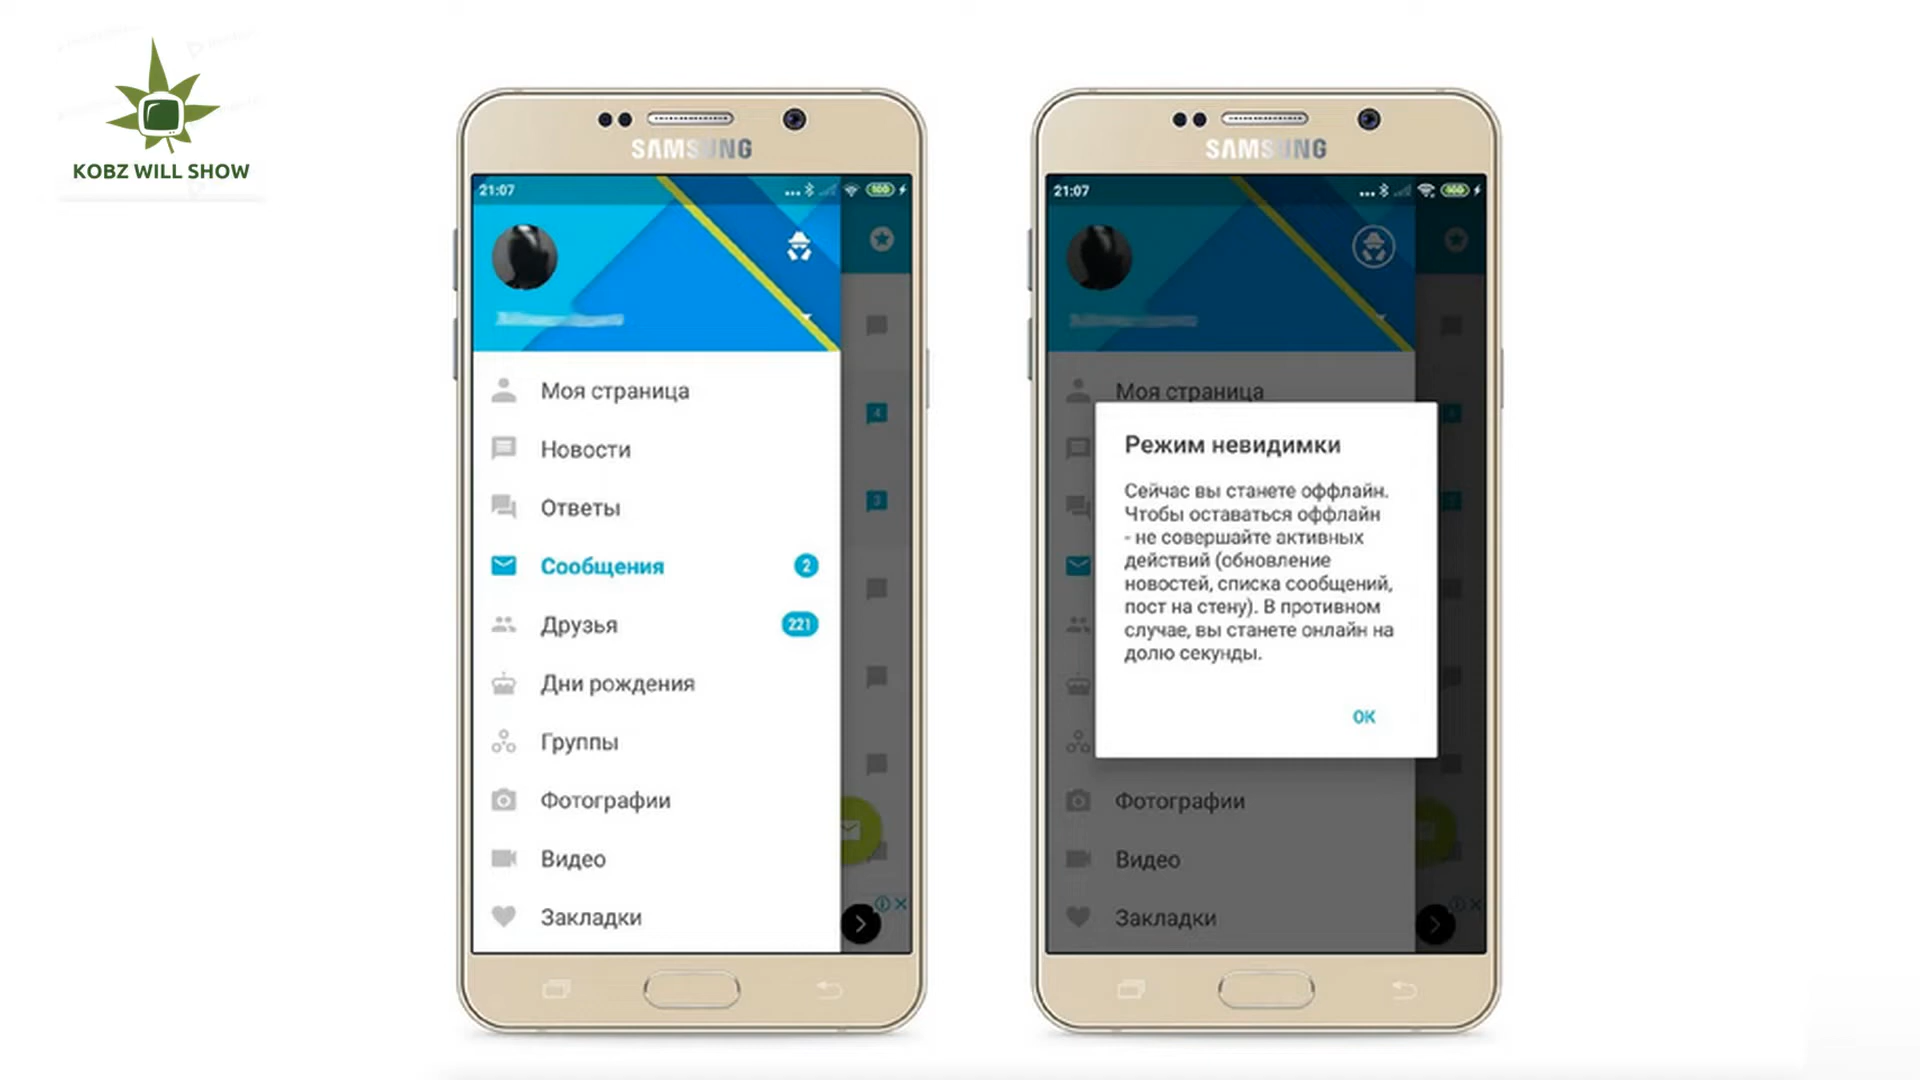 KOBZ WILL SHOW
SAMSUNG
21:07
Моя страница
Новости
Ответы
Сообщения 2
Друзья 221
Дни рождения
Группы
Фотографии
Видео
Закладки
4
3
SAMSUNG
21:07
Моя страница
Режим невидимки
Сейчас вы станете оффлайн.
Чтобы оставаться оффлайн
- не совершайте активных
действий (обновление
новостей, списка сообщений,
пост на стену). В противном
случае, вы станете онлайн на
долю секунды.
ОК
Фотографии
Видео
Закладки